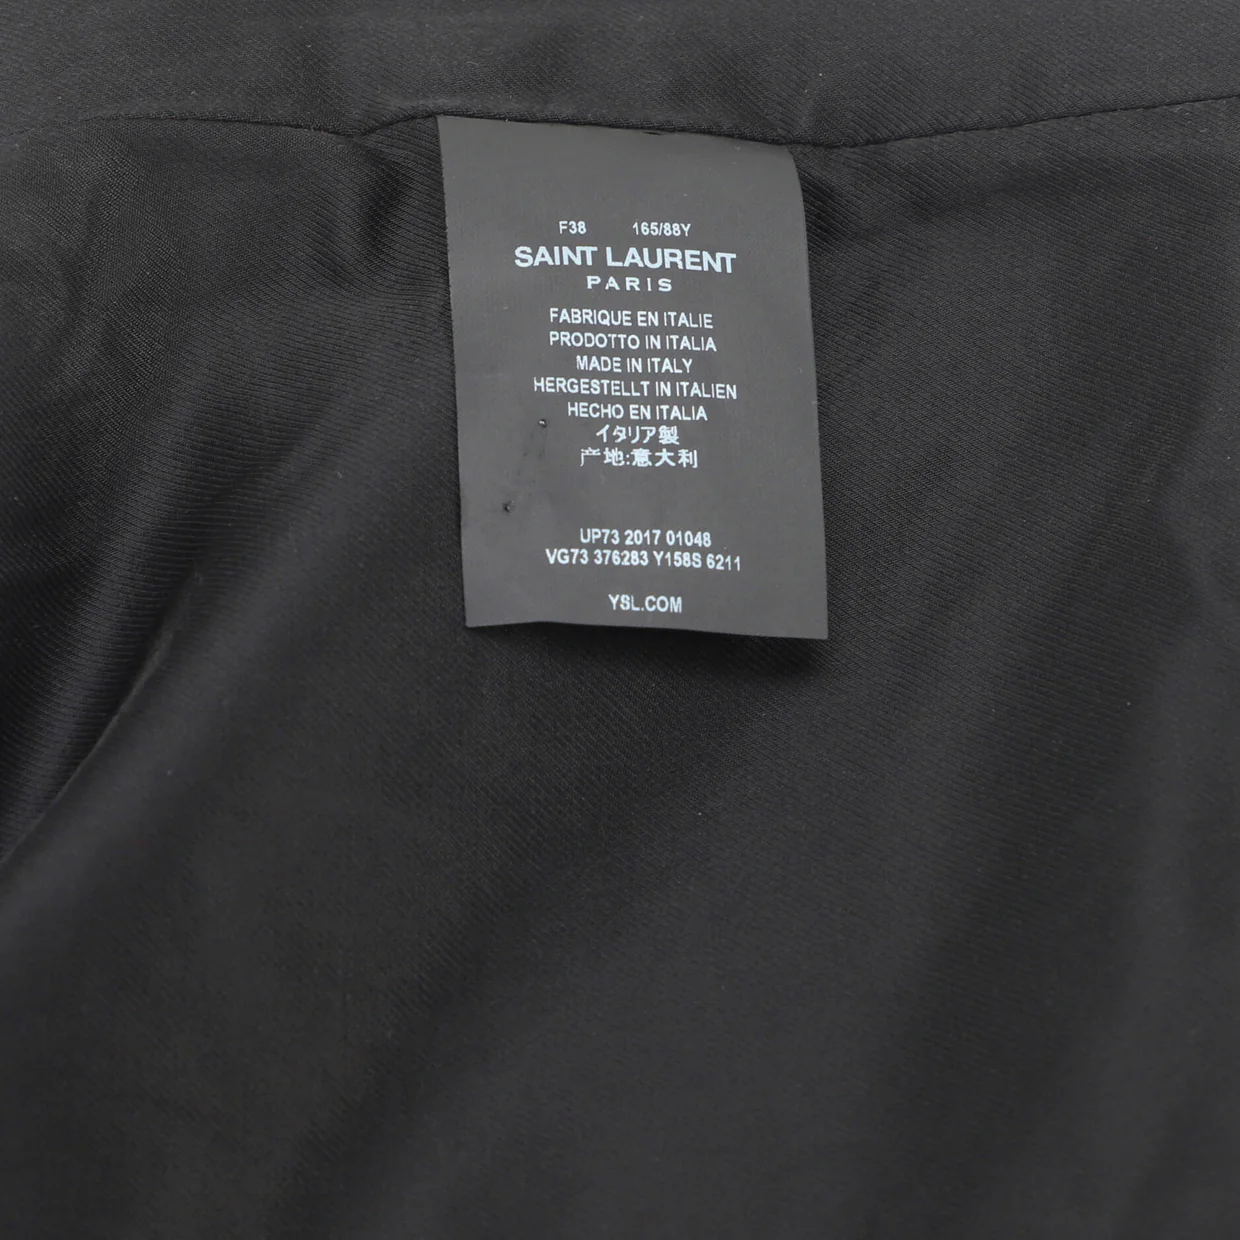 F38 165/88Y
SAINT LAURENT
PARIS
FABRIQUE EN ITALIE
PRODOTTO IN ITALIA
MADE IN ITALY
HERGESTELLT IN ITALIEN
HECHO EN ITALIA
イタリア製
产地:意大利
UP73 2017 01048
VG73 376283 Y158S 6211
YSL.COM